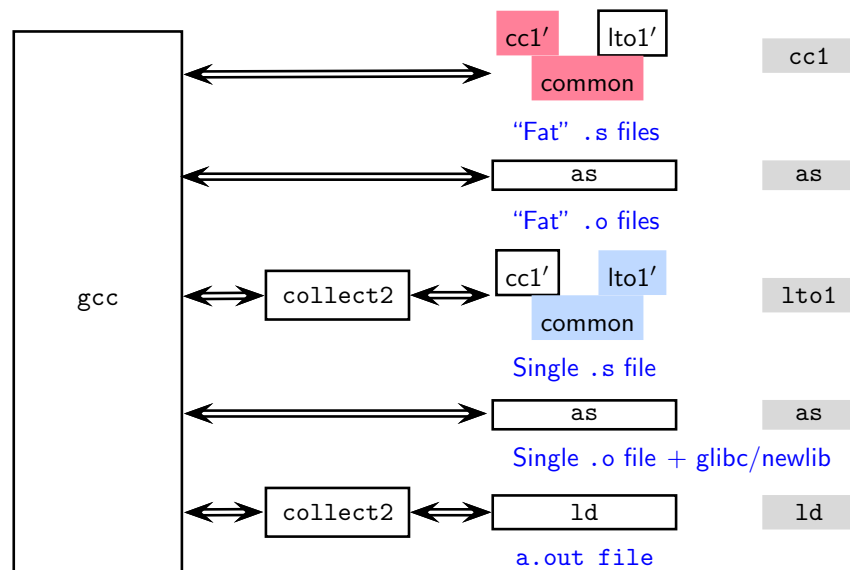 cc1′ lto1′ cc1
common
“Fat” .s files
as as
“Fat” .o files
cc1′ lto1′
gcc collect2 lto1
common
Single .s file
as as
Single .o file + glibc/newlib
collect2 ld ld
a.out file